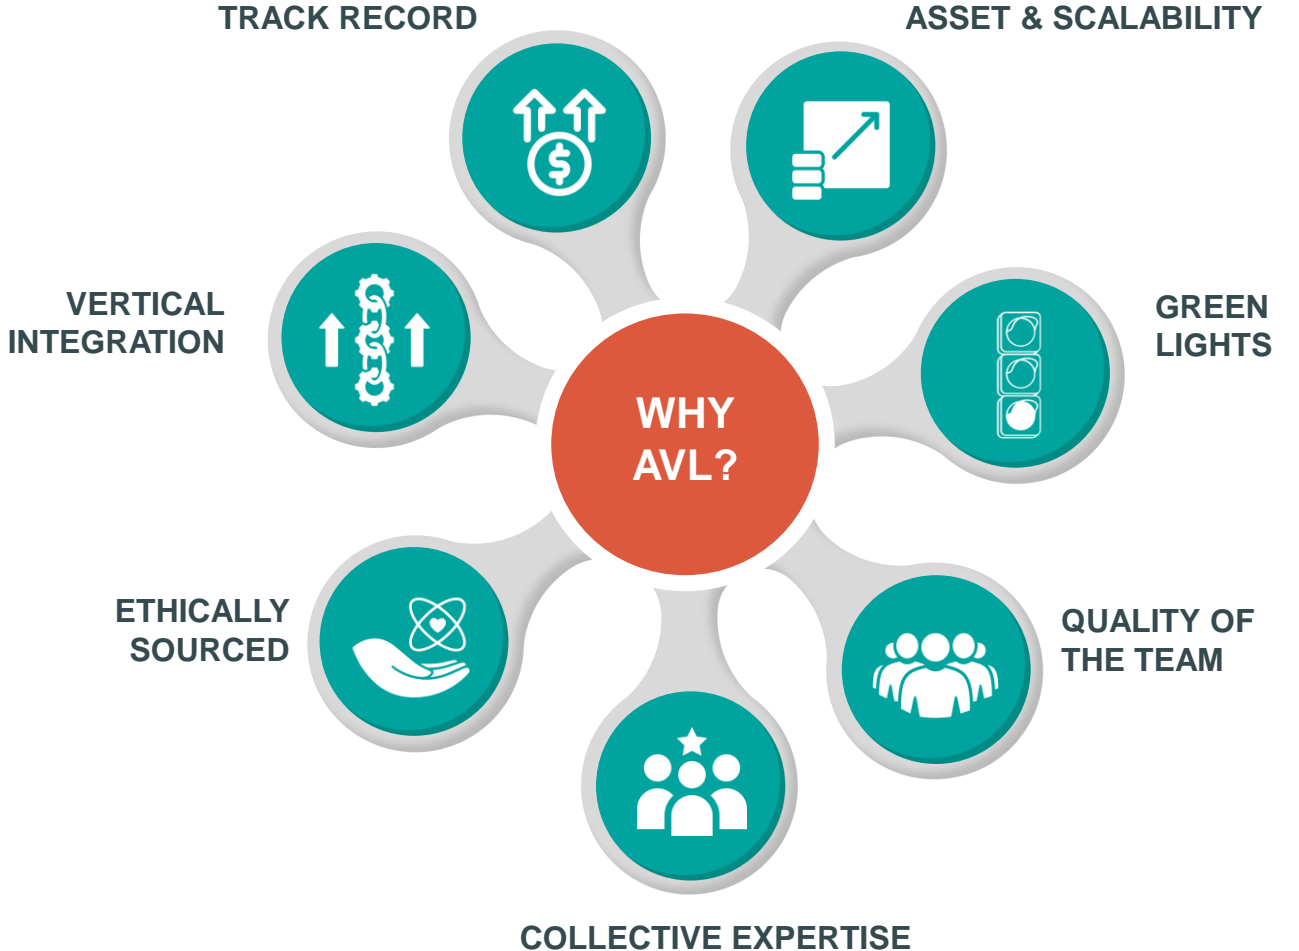 TRACK RECORD
ASSET & SCALABILITY
VERTICAL
INTEGRATION
GREEN
LIGHTS
WHY
AVL?
ETHICALLY
SOURCED
QUALITY OF
THE TEAM
COLLECTIVE EXPERTISE
$